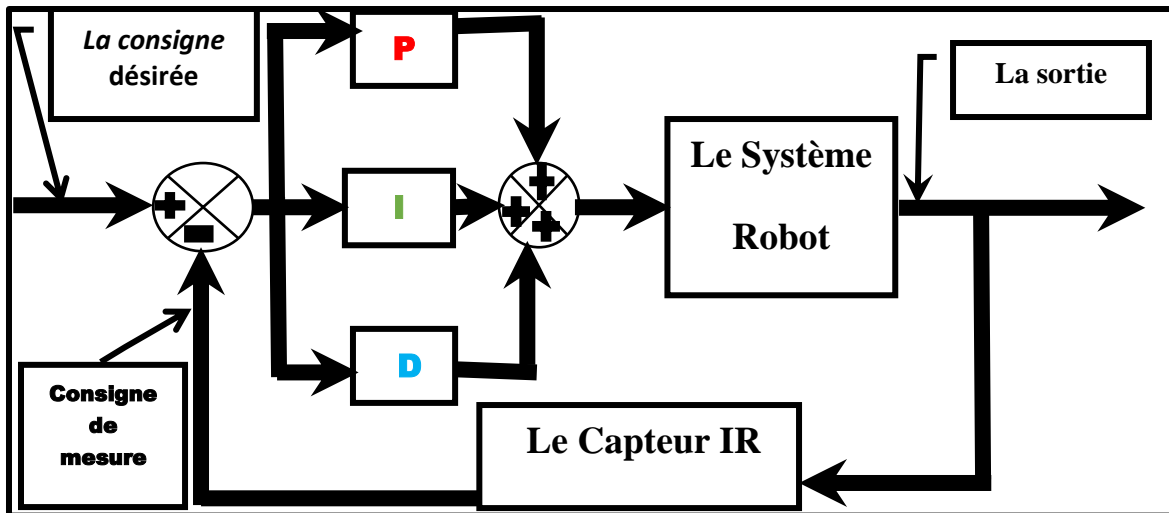 La consigne
désirée
P
I
D
Le Système
Robot
La sortie
Consigne
de
mesure
Le Capteur IR